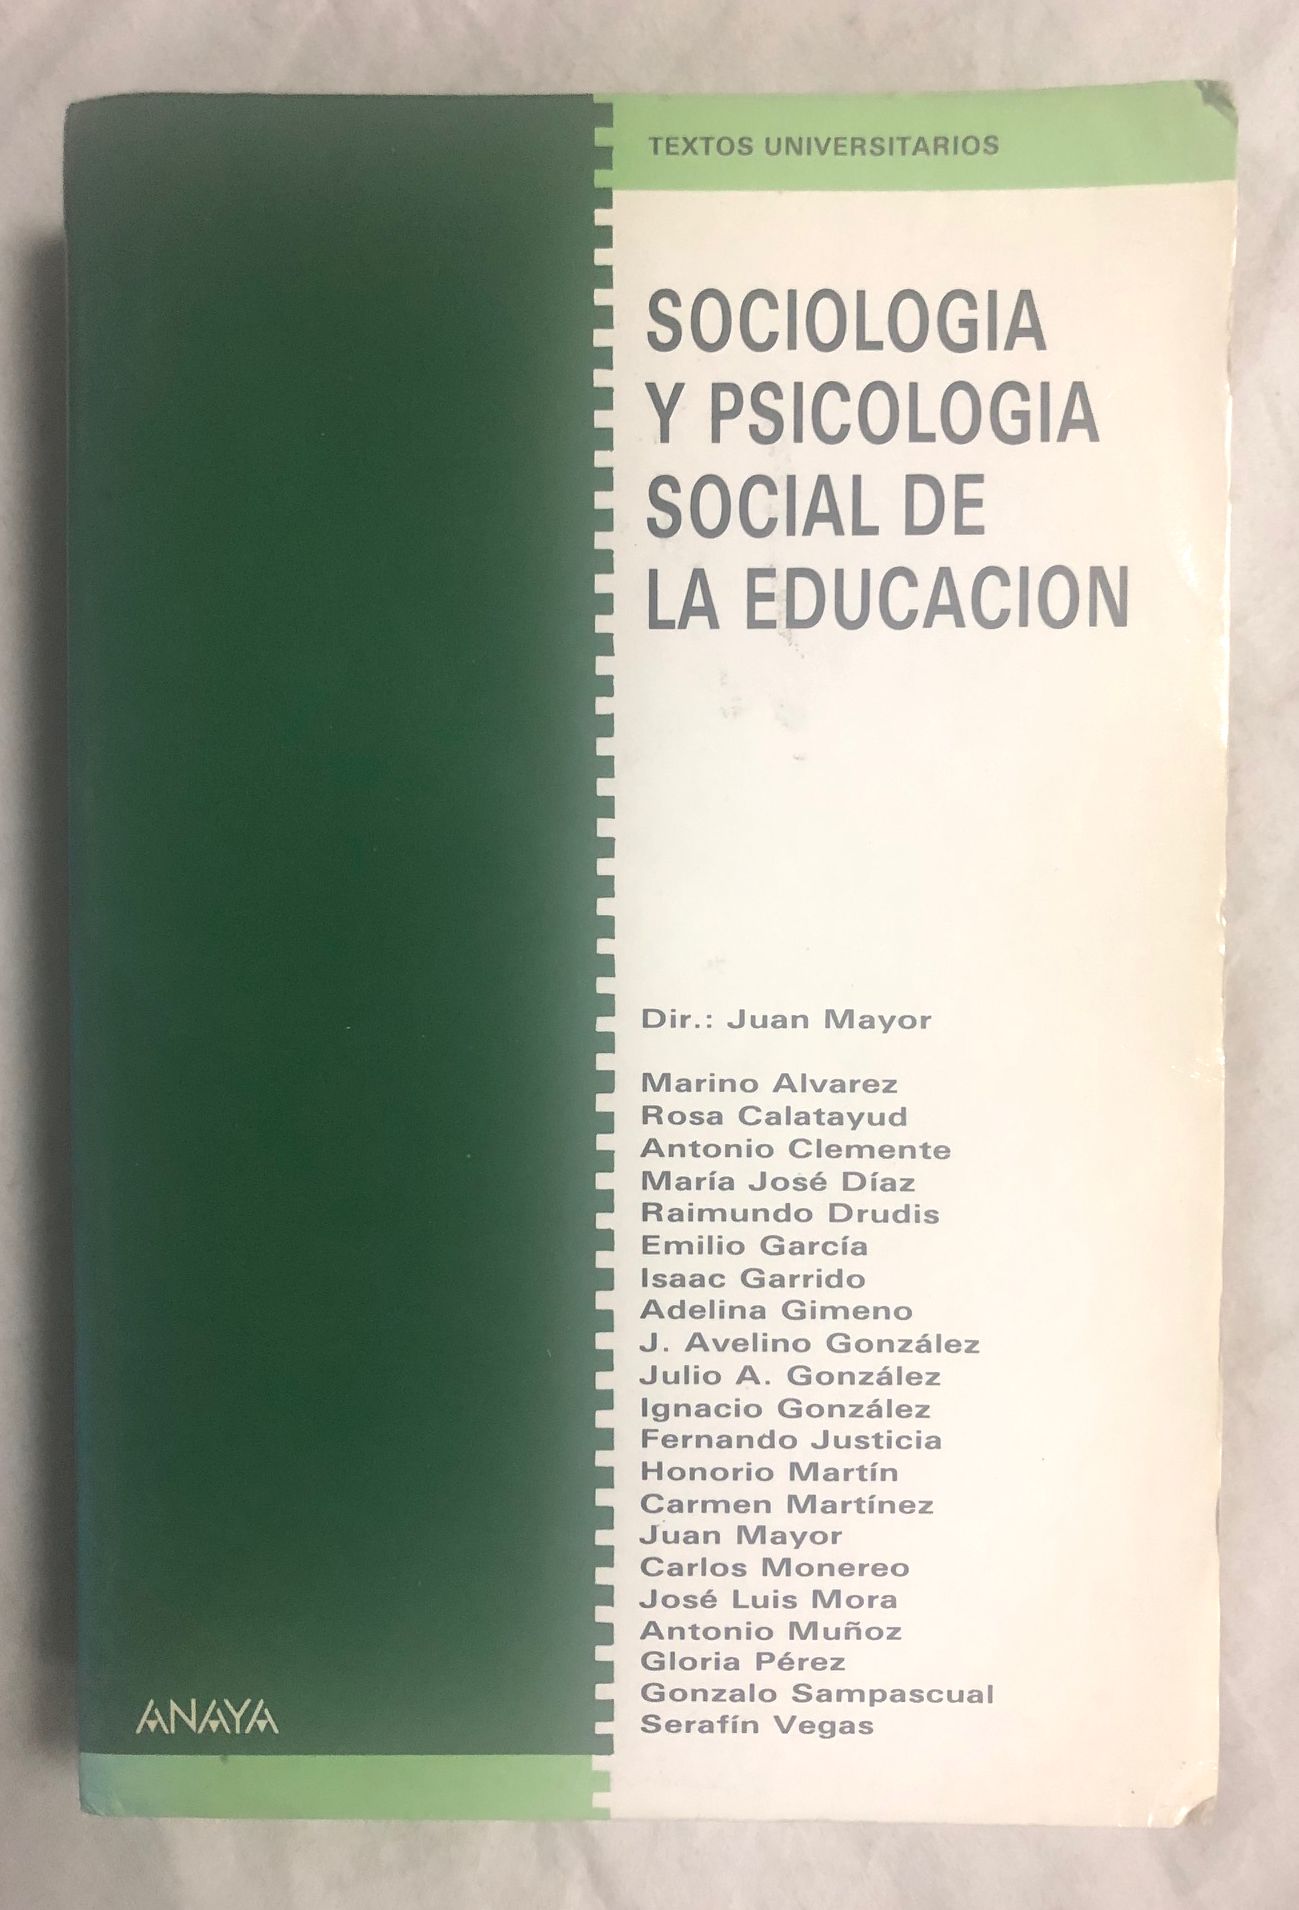 TEXTOS UNIVERSITARIOS
SOCIOLOGIA
Y PSICOLOGIA
SOCIAL DE
LA EDUCACION
Dir.: Juan Mayor
Marino Alvarez
Rosa Calatayud
Antonio Clemente
María José Díaz
Raimundo Drudis
Emilio García
Isaac Garrido
Adelina Gimeno
J. Avelino González
Julio A. González
Ignacio González
Fernando Justicia
Honorio Martín
Carmen Martínez
Juan Mayor
Carlos Monereo
José Luis Mora
Antonio Muñoz
Gloria Pérez
Gonzalo Sampascual
Serafín Vegas
ANAYA